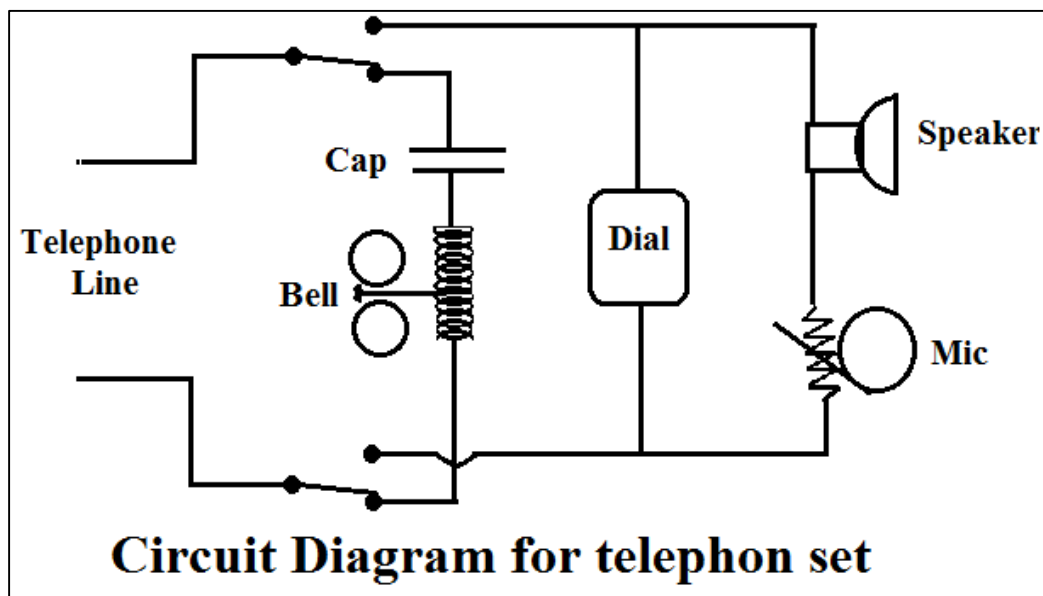 Cap
Speaker
Telephone
Line
Dial
Bell
Mic
Circuit Diagram for telephon set